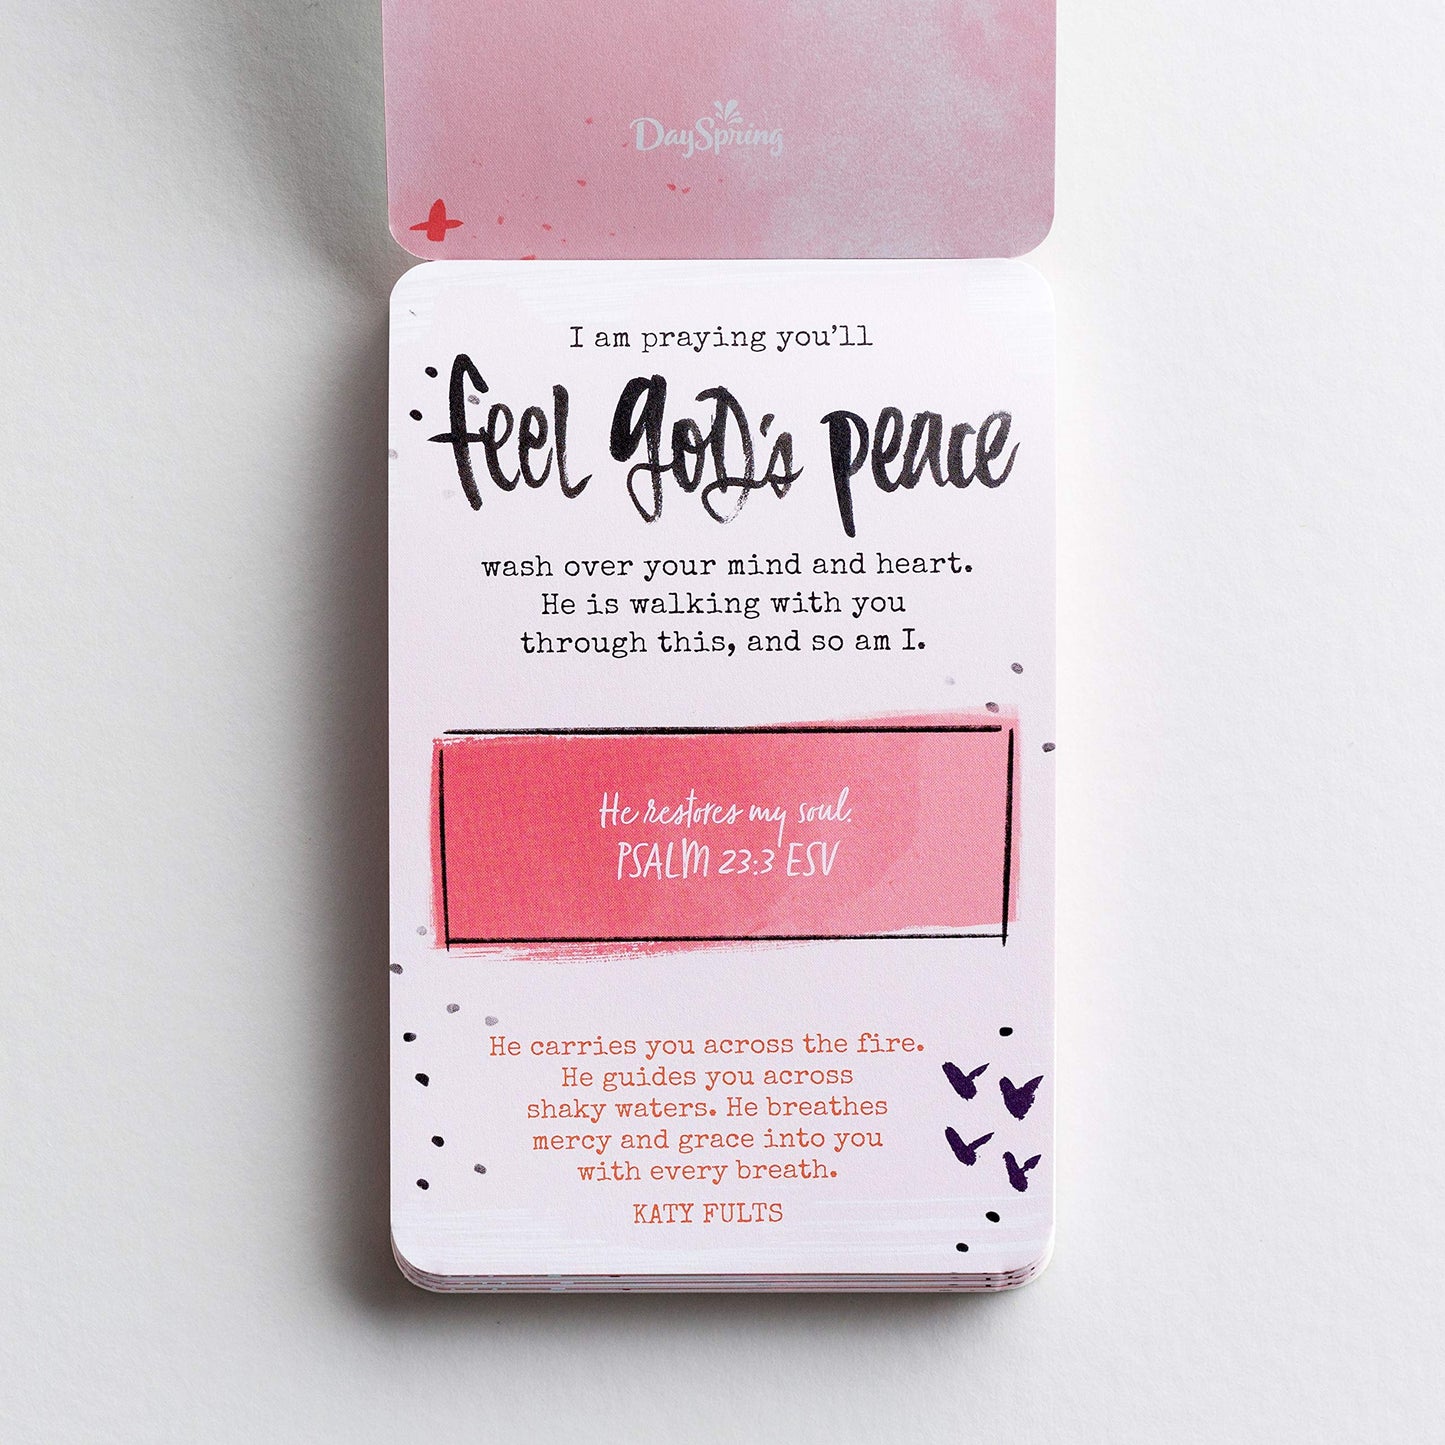 DaySpring
I am praying you'll
feel god's peace
wash over your mind and heart.
He is walking with you
through this, and so am I.
He restores my soul.
PSALM 23:3 ESV
He carries you across the fire.
He guides you across
shaky waters. He breathes
mercy and grace into you
with every breath.
KATY FULTS